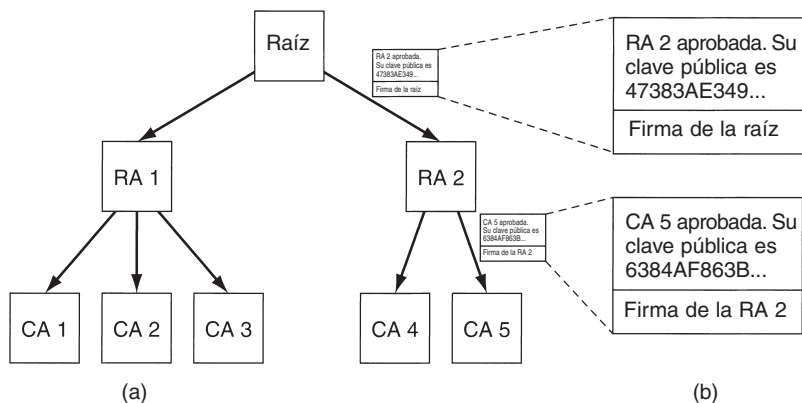 Raíz
RA 2 aprobada.
Su clave pública es
47383AE349...
Firma de la raíz
RA 2 aprobada. Su
clave pública es
47383AE349...
Firma de la raíz
RA 1
RA 2
CA 5 aprobada.
Su clave pública es
6384AF863B...
Firma de la RA 2
CA 5 aprobada. Su
clave pública es
6384AF863B...
Firma de la RA 2
CA 1
CA 2
CA 3
CA 4
CA 5
(a)
(b)